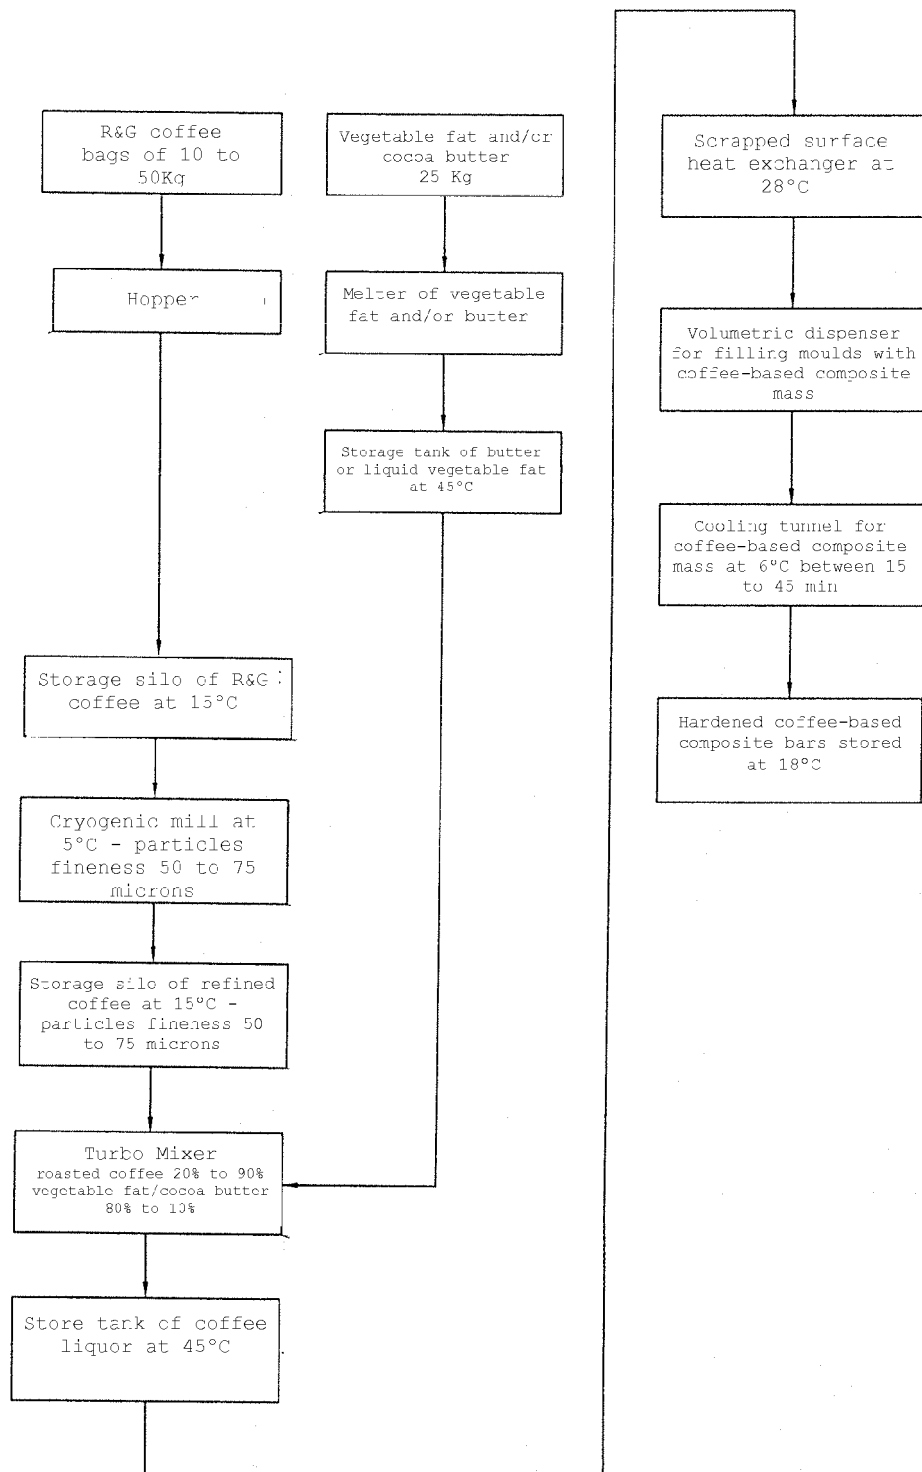 R&G coffee
bags of 10 to
50Kg
Hopper
Storage silo of R&G
coffee at 15°C
Cryogenic mill at
5°C - particles
fineness 50 to 75
microns
Storage silo of refined
coffee at 15°C -
particles fineness 50
to 75 microns
Turbo Mixer
roasted coffee 20% to 90%
vegetable fat/cocoa butter
80% to 10%
Store tank of coffee
liquor at 45°C
Vegetable fat and/or
cocoa butter
25 Kg
Melter of vegetable
fat and/or butter
Storage tank of butter
or liquid vegetable fat
at 45°C
Scrapped surface
heat exchanger at
28°C
Volumetric dispenser
for filling moulds with
coffee-based composite
mass
Cooling tunnel for
coffee-based composite
mass at 6°C between 15
to 45 min
Hardened coffee-based
composite bars stored
at 18°C